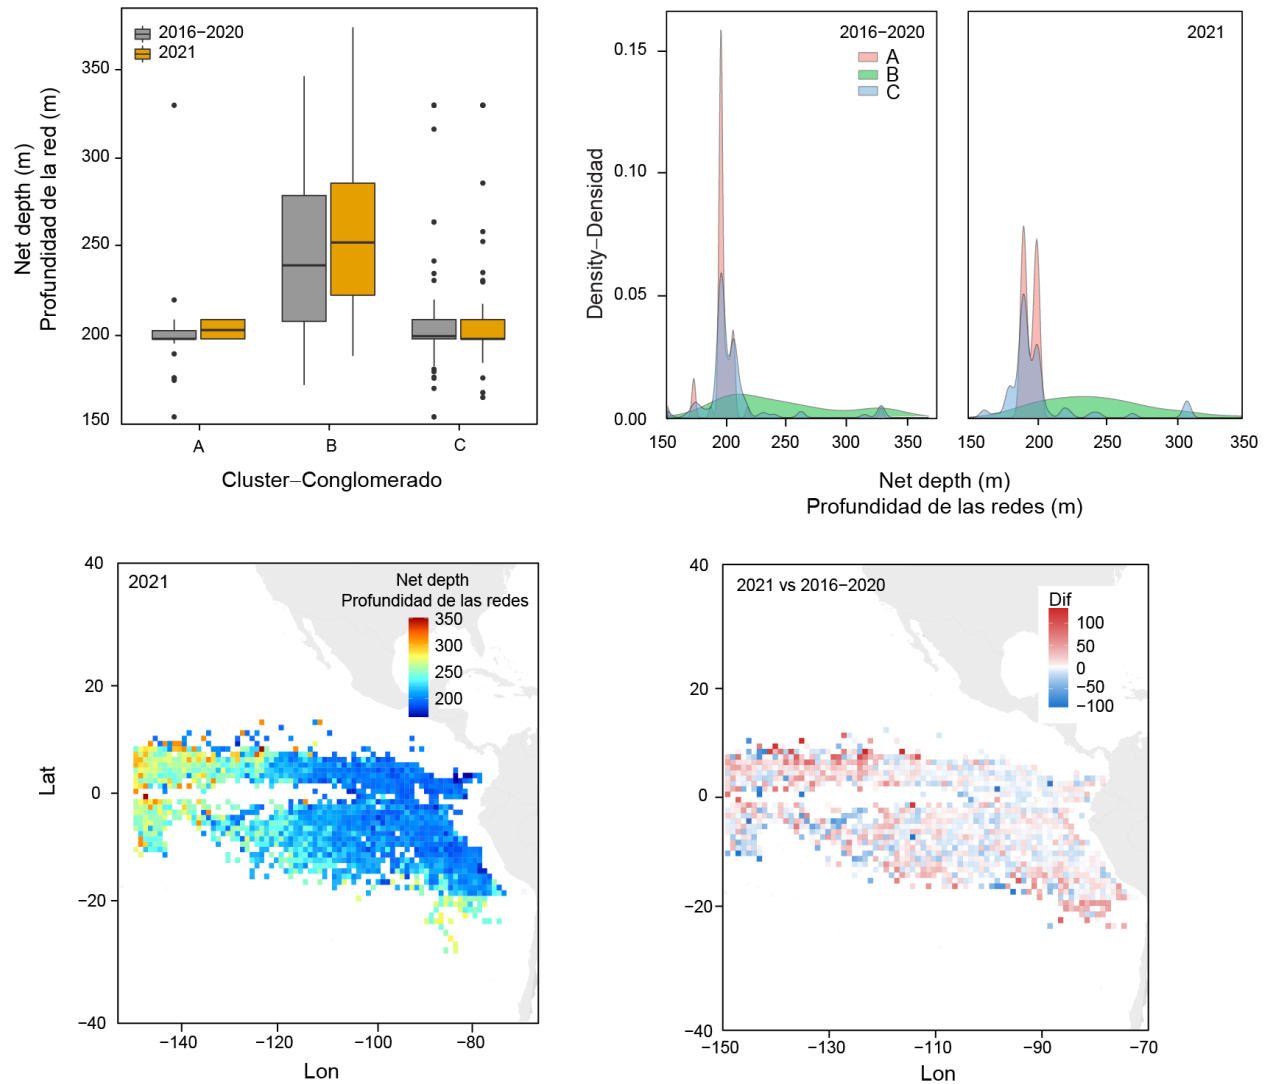 2016−2020
2021
350
300
250
200
150
Net depth (m)
Profundidad de la red (m)
A
B
C
Cluster−Conglomerado
2016−2020
A
B
C
2021
0.15
0.10
0.05
0.00
Density−Densidad
150
200
250
300
350
150
200
250
300
350
Net depth (m)
Profundidad de las redes (m)
2021
Net depth
Profundidad de las redes
350
300
250
200
40
20
0
−20
−40
Lat
−140
−120
−100
−80
Lon
2021 vs 2016−2020
Dif
100
50
0
−50
−100
40
20
0
−20
−40
−150
−130
−110
−90
−70
Lon